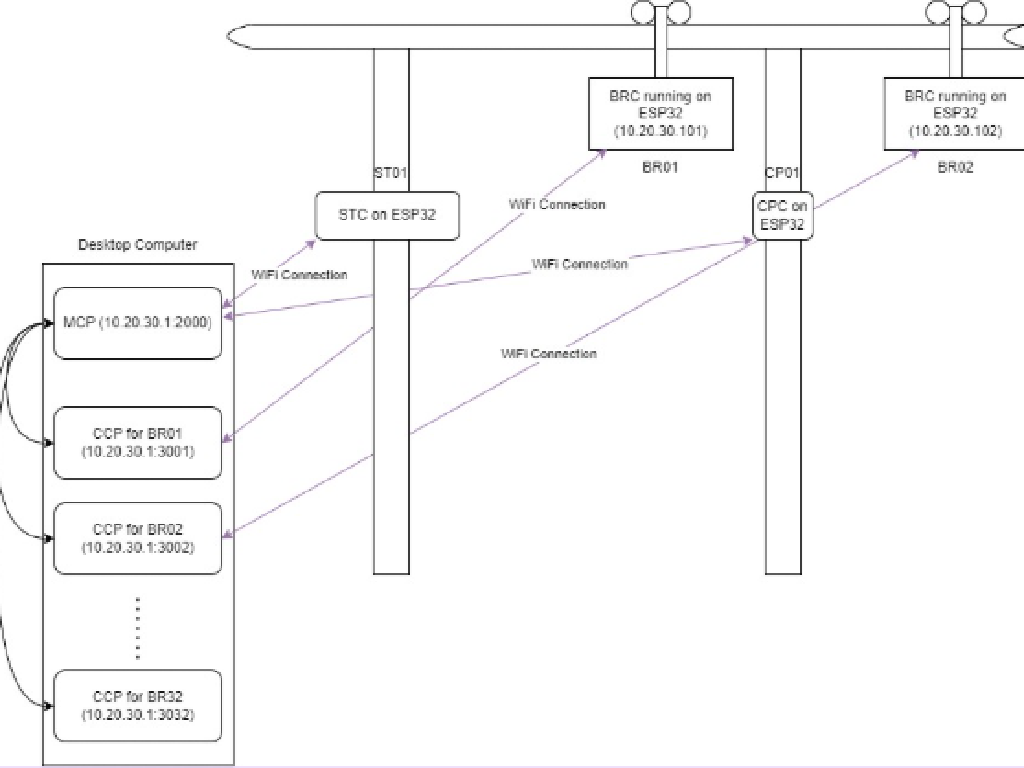 BRC running on
ESP32
(10.20.30.101)
BR01
BRC running on
ESP32
(10.20.30.102)
BR02
ST01
STC on ESP32
CP01
CPC on
ESP32
WiFi Connection
WiFi Connection
WiFi Connection
WiFi Connection
Desktop Computer
MCP (10.20.30.1:2000)
CCP for BR01
(10.20.30.1:3001)
CCP for BR02
(10.20.30.1:3002)
CCP for BR32
(10.20.30.1:3032)